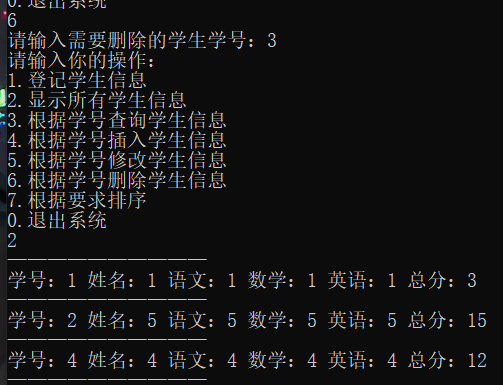 0.退出系统
6
请输入需要删除的学生学号：3
请输入你的操作：
1.登记学生信息
2.显示所有学生信息
3.根据学号查询学生信息
4.根据学号插入学生信息
5.根据学号修改学生信息
6.根据学号删除学生信息
7.根据要求排序
0.退出系统
2
——————————
学号：1 姓名：1 语文：1 数学：1 英语：1 总分：3
——————————
学号：2 姓名：5 语文：5 数学：5 英语：5 总分：15
——————————
学号：4 姓名：4 语文：4 数学：4 英语：4 总分：12
——————————